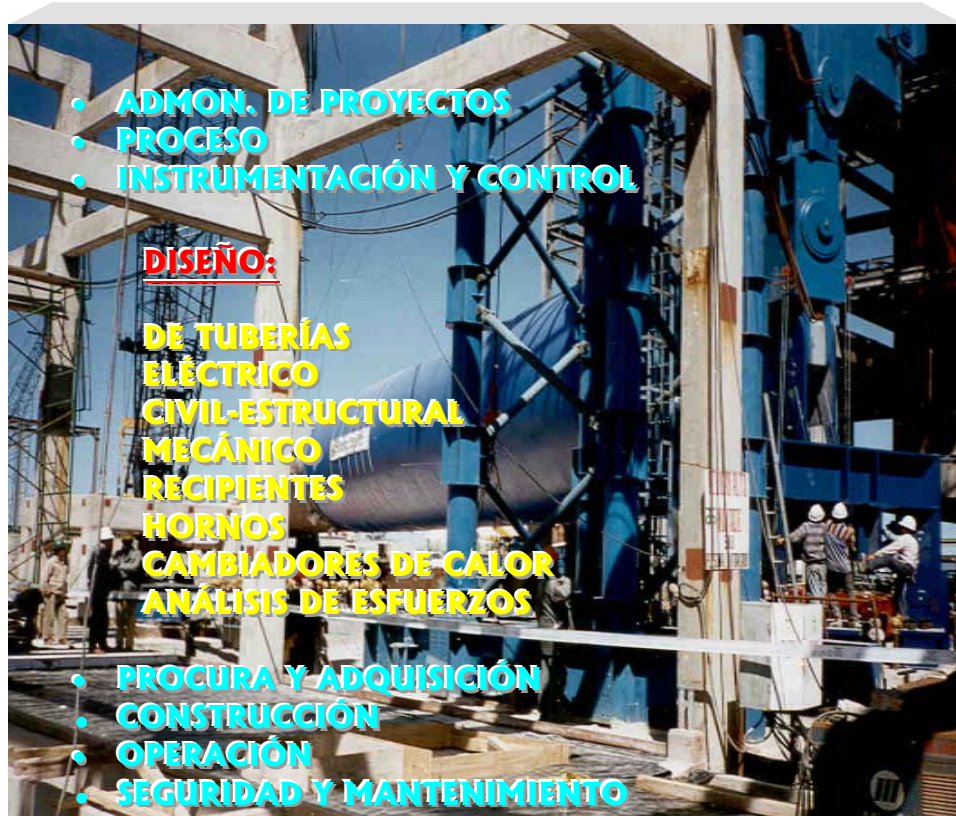 • ADMON. DE PROYECTOS
• PROCESO
• INSTRUMENTACIÓN Y CONTROL
DISEÑO:
DE TUBERÍAS
ELÉCTRICO
CIVIL-ESTRUCTURAL
MECÁNICO
RECIPIENTES
HORNOS
CAMBIADORES DE CALOR
ANÁLISIS DE ESFUERZOS
• PROCURA Y ADQUISICIÓN
• CONSTRUCCIÓN
• OPERACIÓN
• SEGURIDAD Y MANTENIMIENTO